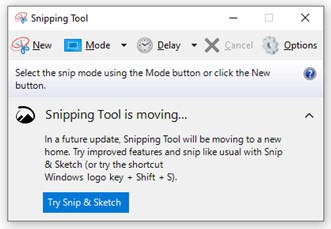 Snipping Tool
New Mode Delay Cancel Options
Select the snip mode using the Mode button or click the New
button.
Snipping Tool is moving...
In a future update, Snipping Tool will be moving to a new
home. Try improved features and snip like usual with Snip
& Sketch (or try the shortcut
Windows logo key + Shift + S).
Try Snip & Sketch